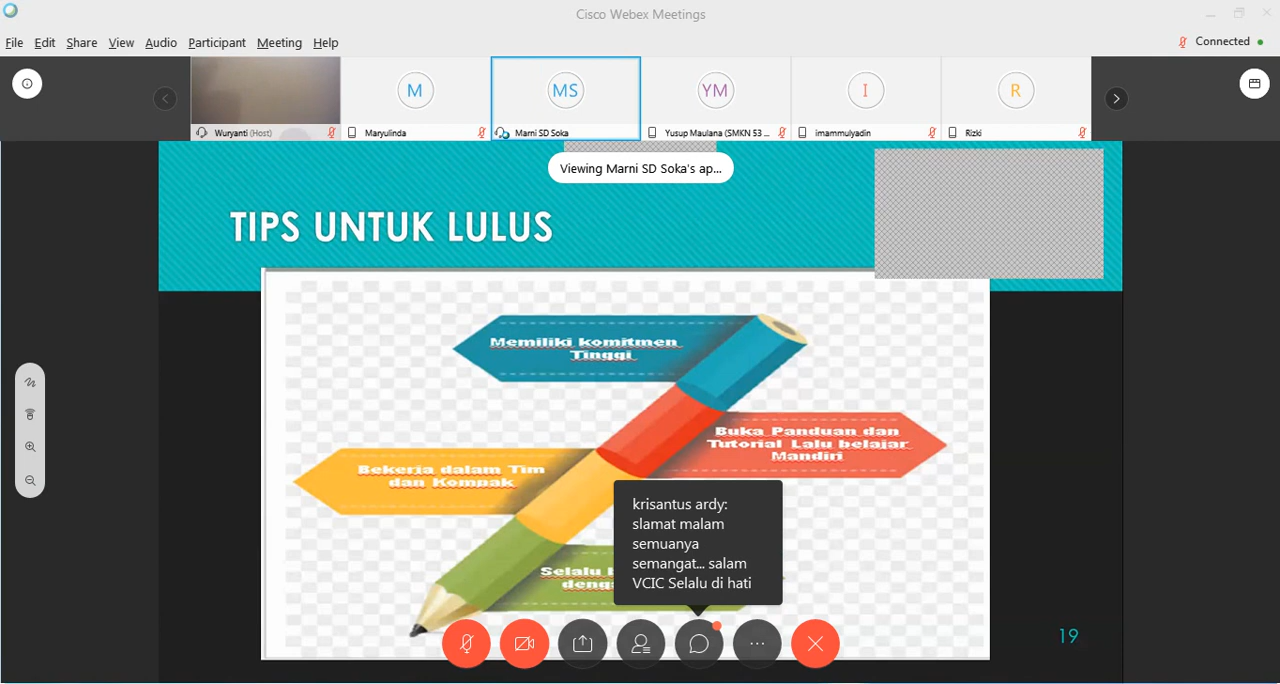 Cisco Webex Meetings
File Edit Share View Audio Participant Meeting Help
Connected
M
MS
YM
I
R
Wuryanti (Host)
Maryulinda
Marni SD Soka
Yusup Maulana (SMKN 53 ...
imammulyadin
Rizki
Viewing Marni SD Soka's ap...
TIPS UNTUK LULUS
Memiliki komitmen
Tinggi
Buka Panduan dan
Tutorial Lalu belajar
Mandiri
Bekerja dalam Tim
dan Kompak
Selalu
krisantus ardy:
slamat malam
semuanya
semangat... salam
VCIC Selalu di hati
19